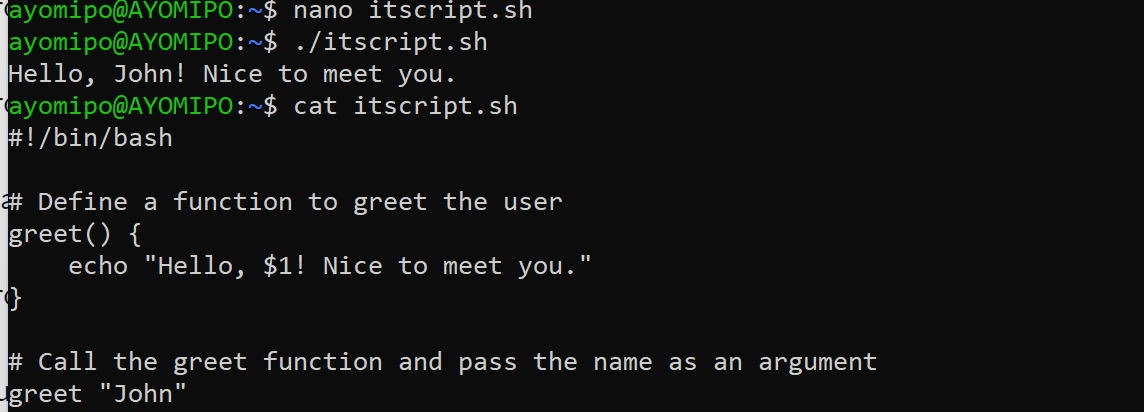 ayomipo@AYOMIPO:~$ nano itscript.sh
ayomipo@AYOMIPO:~$ ./itscript.sh
Hello, John! Nice to meet you.
ayomipo@AYOMIPO:~$ cat itscript.sh
#!/bin/bash
# Define a function to greet the user
greet() {
    echo "Hello, $1! Nice to meet you."
}
# Call the greet function and pass the name as an argument
greet "John"